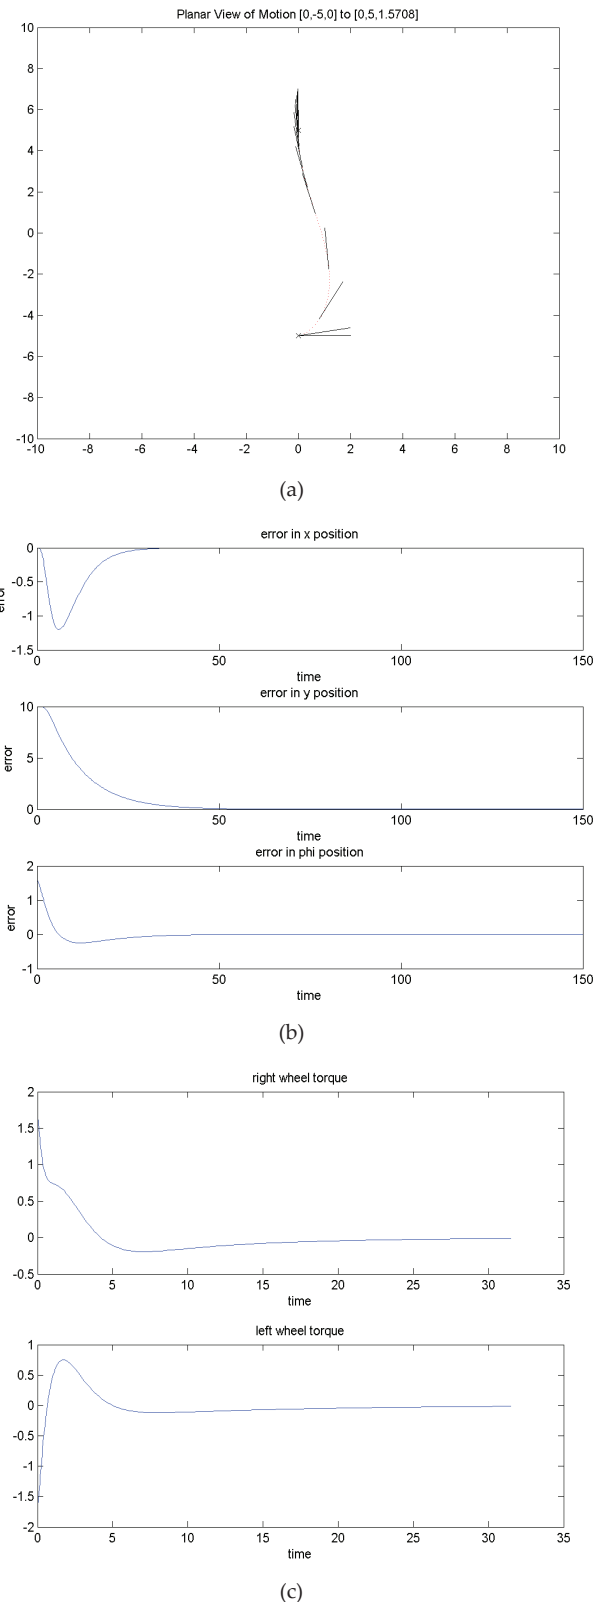 Planar View of Motion [0,-5,0] to [0,5,1.5708]
10
8
6
4
2
0
-2
-4
-6
-8
-10
-10 -8 -6 -4 -2 0 2 4 6 8 10
(a)
error in x position
0
-0.5
-1
-1.5
error
0 50 100 150
time
error in y position
10
5
0
error
0 50 100 150
time
error in phi position
2
1
0
-1
error
0 50 100 150
time
(b)
right wheel torque
2
1.5
1
0.5
0
-0.5
0 5 10 15 20 25 30 35
time
left wheel torque
1
0.5
0
-0.5
-1
-1.5
-2
0 5 10 15 20 25 30 35
time
(c)